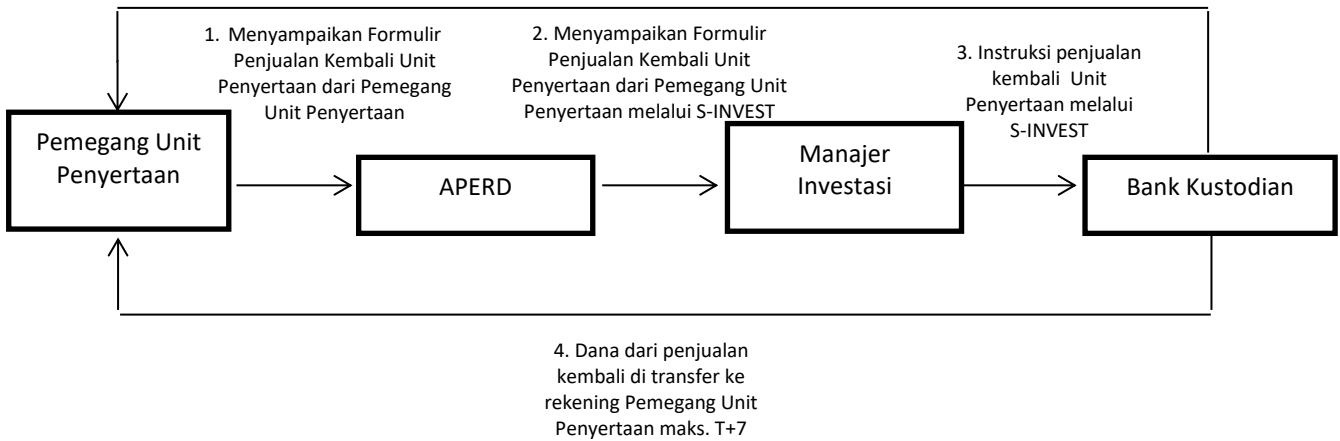 1. Menyampaikan Formulir
Penjualan Kembali Unit
Penyertaan dari Pemegang
Unit Penyertaan
2. Menyampaikan Formulir
Penjualan Kembali Unit
Penyertaan dari Pemegang Unit
Penyertaan melalui S-INVEST
3. Instruksi penjualan
kembali Unit
Penyertaan melalui
S-INVEST
Pemegang Unit
Penyertaan
APERD
Manajer
Investasi
Bank Kustodian
4. Dana dari penjualan
kembali di transfer ke
rekening Pemegang Unit
Penyertaan maks. T+7